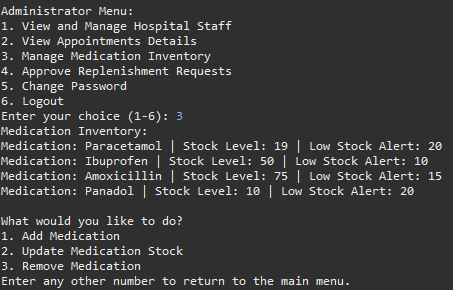 Administrator Menu:
1. View and Manage Hospital Staff
2. View Appointments Details
3. Manage Medication Inventory
4. Approve Replenishment Requests
5. Change Password
6. Logout
Enter your choice (1-6): 3
Medication Inventory:
Medication: Paracetamol | Stock Level: 19 | Low Stock Alert: 20
Medication: Ibuprofen | Stock Level: 50 | Low Stock Alert: 10
Medication: Amoxicillin | Stock Level: 75 | Low Stock Alert: 15
Medication: Panadol | Stock Level: 10 | Low Stock Alert: 20
What would you like to do?
1. Add Medication
2. Update Medication Stock
3. Remove Medication
Enter any other number to return to the main menu.